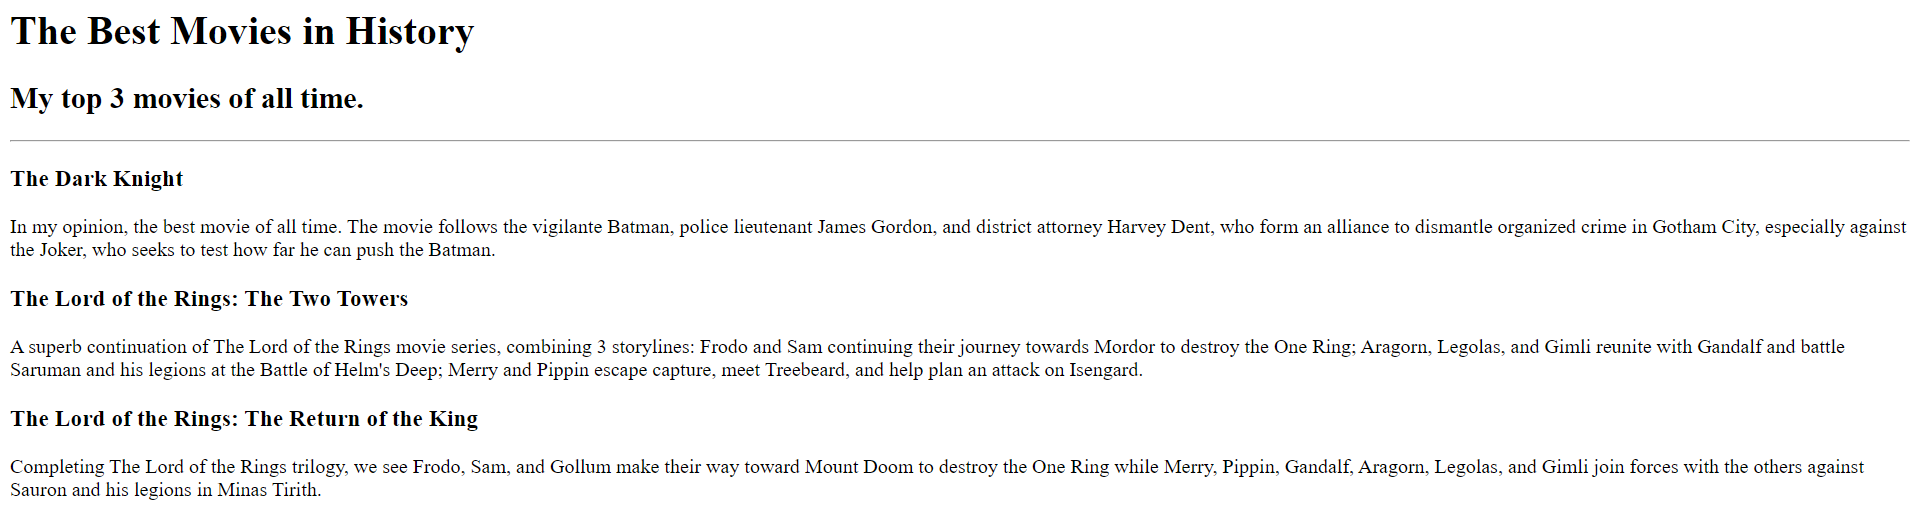 The Best Movies in History
My top 3 movies of all time.
The Dark Knight
In my opinion, the best movie of all time. The movie follows the vigilante Batman, police lieutenant James Gordon, and district attorney Harvey Dent, who form an alliance to dismantle organized crime in Gotham City, especially against
the Joker, who seeks to test how far he can push the Batman.
The Lord of the Rings: The Two Towers
A superb continuation of The Lord of the Rings movie series, combining 3 storylines: Frodo and Sam continuing their journey towards Mordor to destroy the One Ring; Aragorn, Legolas, and Gimli reunite with Gandalf and battle
Saruman and his legions at the Battle of Helm's Deep; Merry and Pippin escape capture, meet Treebeard, and help plan an attack on Isengard.
The Lord of the Rings: The Return of the King
Completing The Lord of the Rings trilogy, we see Frodo, Sam, and Gollum make their way toward Mount Doom to destroy the One Ring while Merry, Pippin, Gandalf, Aragorn, Legolas, and Gimli join forces with the others against
Sauron and his legions in Minas Tirith.